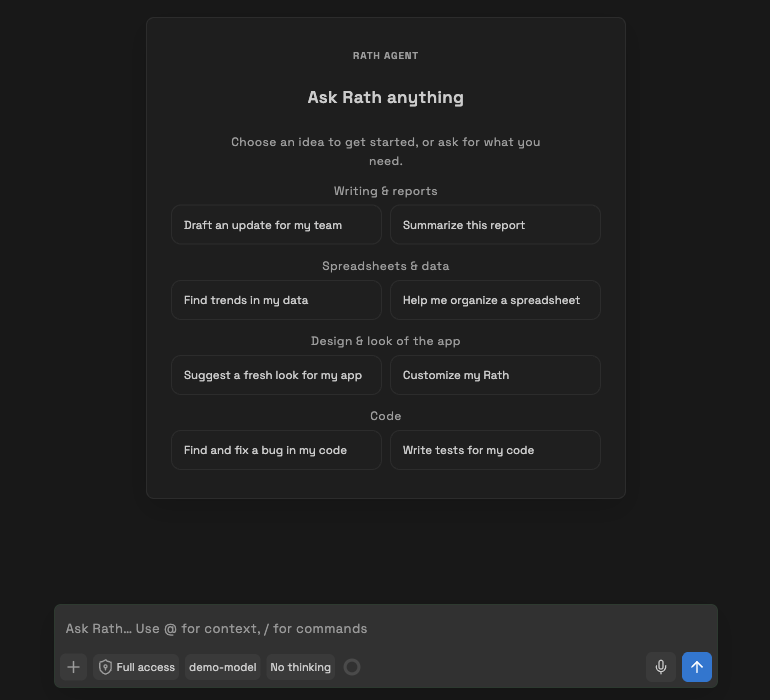 RATH AGENT
Ask Rath anything
Choose an idea to get started, or ask for what you
need.
Writing & reports
Draft an update for my team
Summarize this report
Spreadsheets & data
Find trends in my data
Help me organize a spreadsheet
Design & look of the app
Suggest a fresh look for my app
Customize my Rath
Code
Find and fix a bug in my code
Write tests for my code
Ask Rath... Use @ for context, / for commands
Full access
demo-model
No thinking